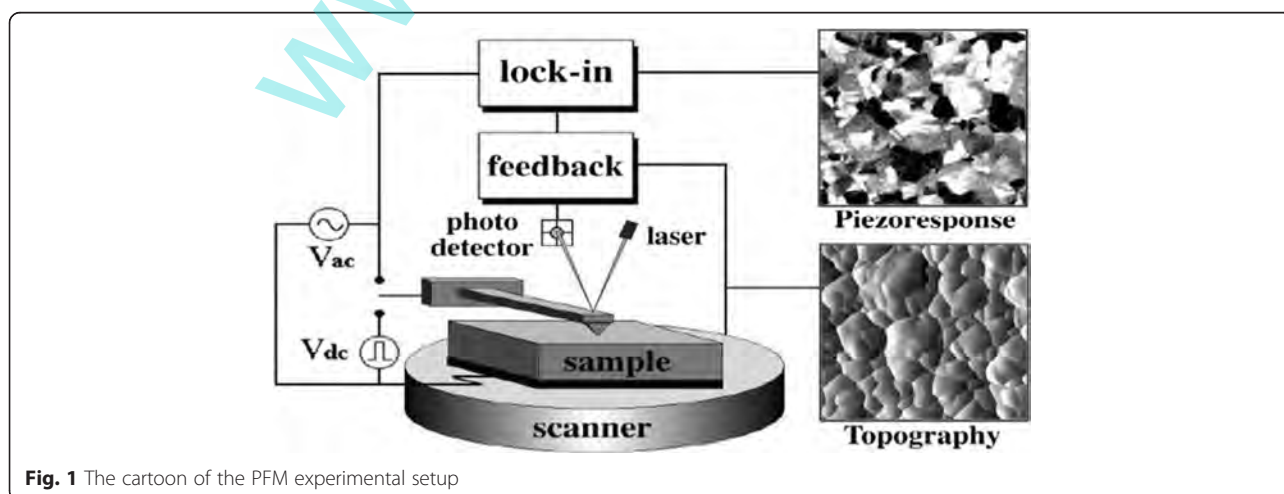 WW
lock-in
feedback
photo
detector
laser
Vac
Vdc
sample
scanner
Piezoresponse
Topography
Fig. 1 The cartoon of the PFM experimental setup